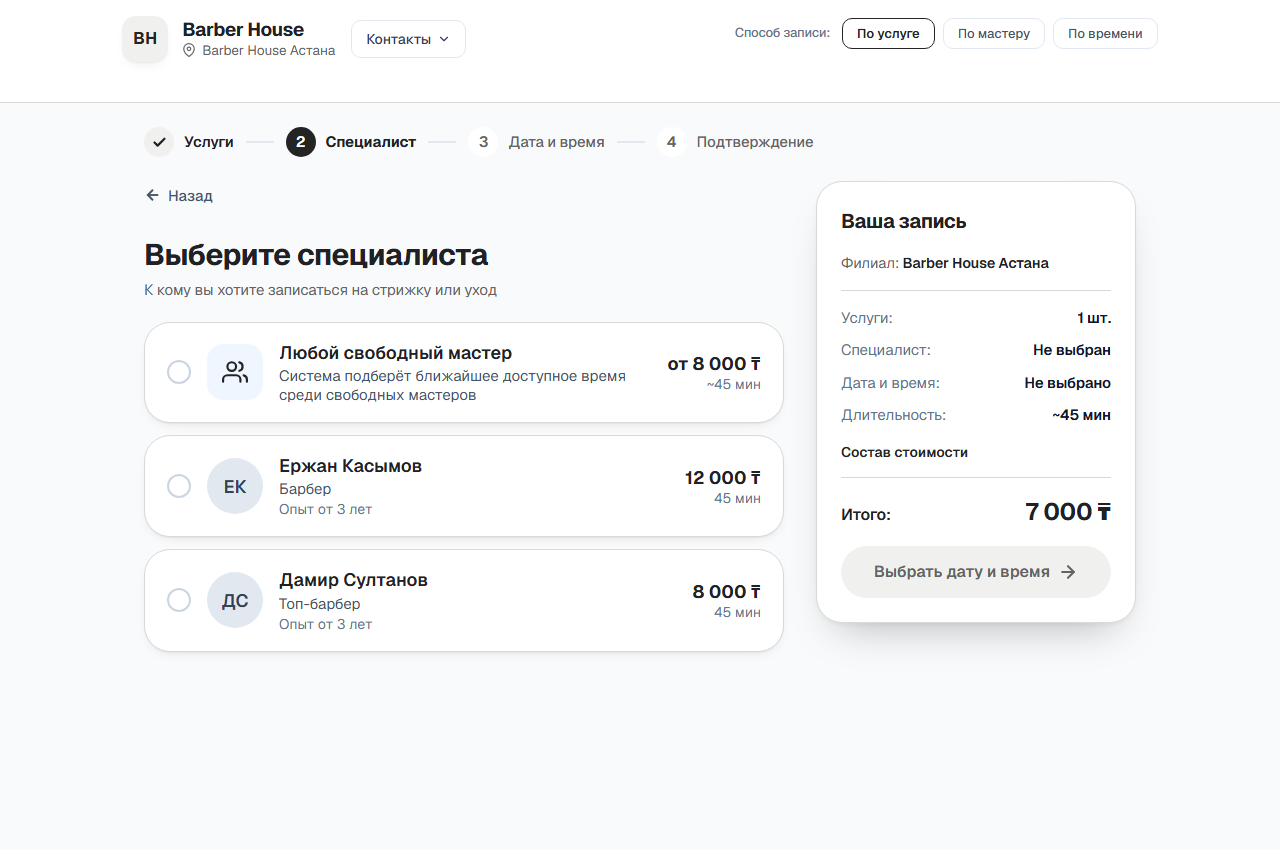 BH
Barber House
Barber House Астана
Контакты
Способ записи:
По услуге
По мастеру
По времени
Услуги
2 Специалист
3 Дата и время
4 Подтверждение
Назад
Выберите специалиста
К кому вы хотите записаться на стрижку или уход
Любой свободный мастер
Система подберёт ближайшее доступное время
среди свободных мастеров
от 8 000 ₸
~45 мин
ЕК
Ержан Касымов
Барбер
Опыт от 3 лет
12 000 ₸
45 мин
ДС
Дамир Султанов
Топ-барбер
Опыт от 3 лет
8 000 ₸
45 мин
Ваша запись
Филиал: Barber House Астана
Услуги: 1 шт.
Специалист: Не выбран
Дата и время: Не выбрано
Длительность: ~45 мин
Состав стоимости
Итого: 7 000 ₸
Выбрать дату и время